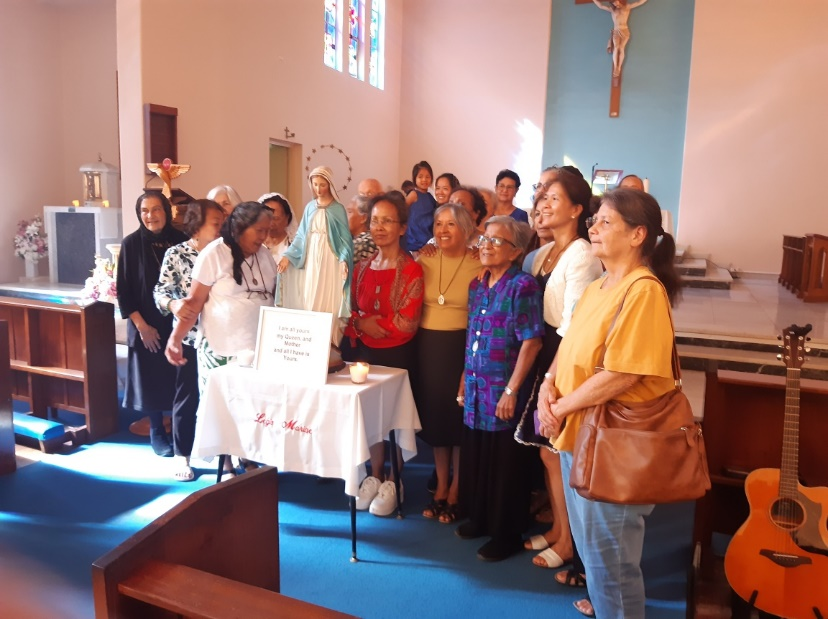 I am all yours
my Queen, and
Mother
and all I have is
Yours.
Legio Mariae